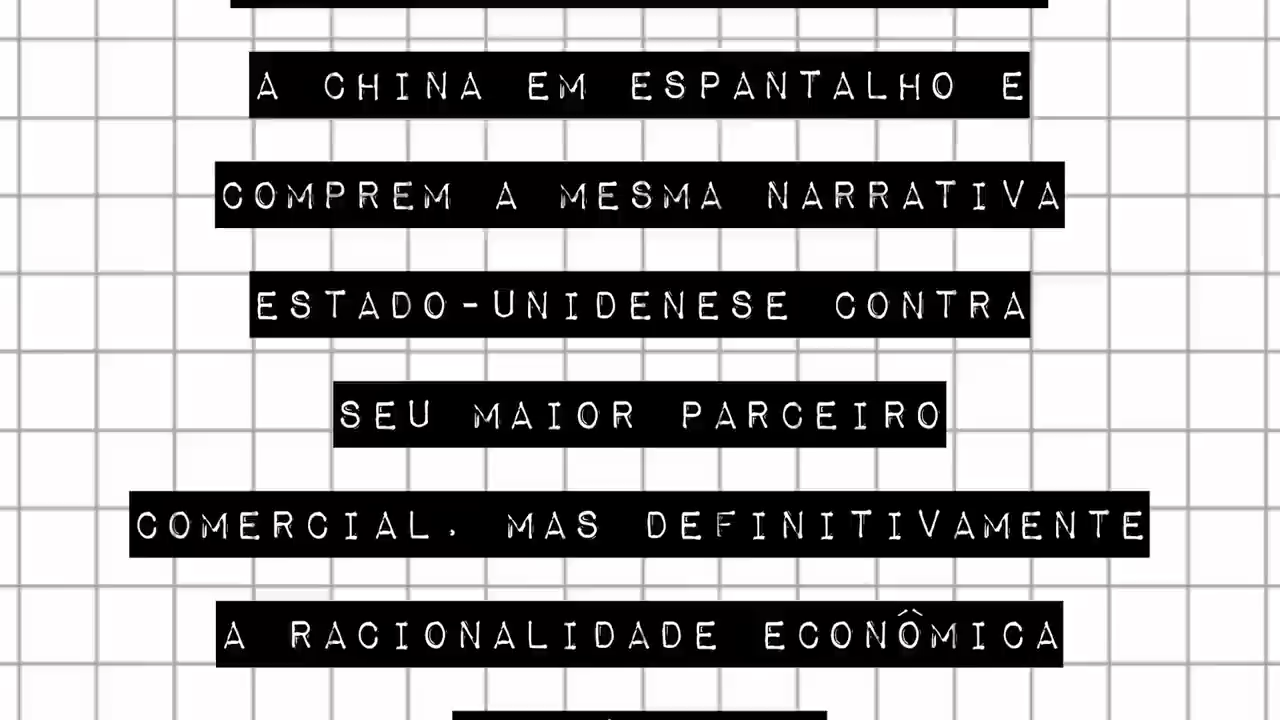 A CHINA EM ESPANTALHO E
COMPREM A MESMA NARRATIVA
ESTADO-UNIDENESE CONTRA
SEU MAIOR PARCEIRO
COMERCIAL. MAS DEFINITIVAMENTE
A RACIONALIDADE ECONÔMICA